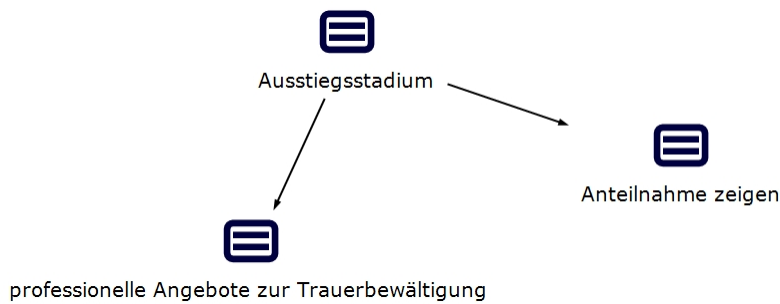 Ausstiegsstadium
Anteilnahme zeigen
professionelle Angebote zur Trauerbewältigung